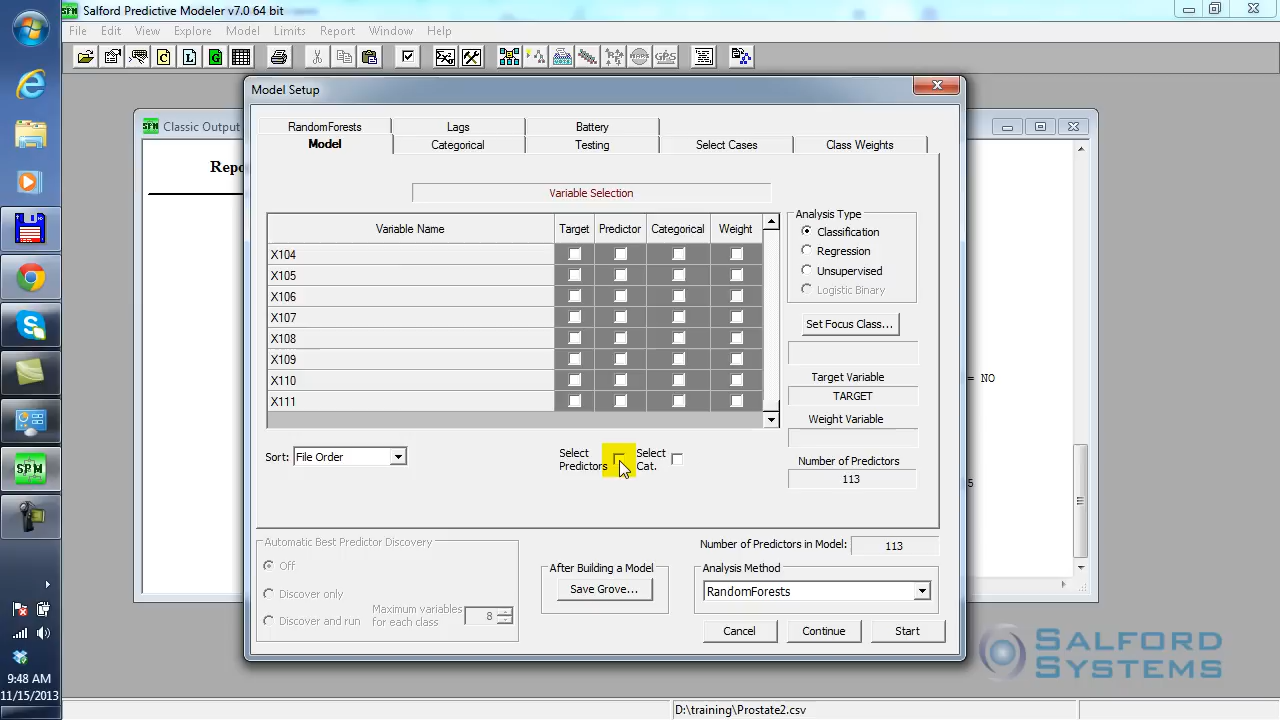 Salford Predictive Modeler v7.0 64 bit
File Edit View Explore Model Limits Report Window Help
Classic Output
Model Setup
RandomForests Lags Battery
Model Categorical Testing Select Cases Class Weights
Repo
Variable Selection
Variable Name Target Predictor Categorical Weight
X104
X105
X106
X107
X108
X109
X110
X111
Analysis Type
Classification
Regression
Unsupervised
Logistic Binary
Set Focus Class...
Target Variable
TARGET
Weight Variable
Number of Predictors
113
= NO
5
Sort: File Order
Select Predictors
Select Cat.
Automatic Best Predictor Discovery
Off
Discover only
Discover and run
Maximum variables for each class
8
After Building a Model
Save Grove...
Number of Predictors in Model: 113
Analysis Method
RandomForests
Cancel Continue Start
SALFORD
SYSTEMS
9:48 AM
11/15/2013
D:\training\Prostate2.csv